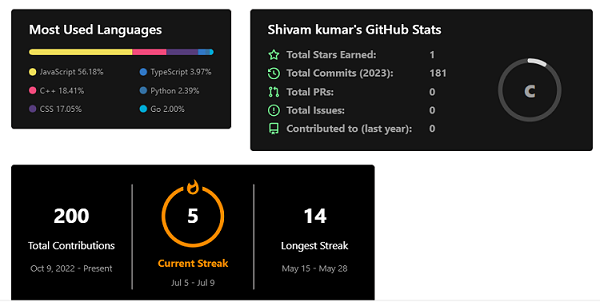 Most Used Languages
JavaScript 56.18%
TypeScript 3.97%
C++ 18.41%
Python 2.39%
CSS 17.05%
Go 2.00%
Shivam kumar's GitHub Stats
Total Stars Earned: 1
Total Commits (2023): 181
Total PRs: 0
Total Issues: 0
Contributed to (last year): 0
C
200
Total Contributions
Oct 9, 2022 - Present
5
Current Streak
Jul 5 - Jul 9
14
Longest Streak
May 15 - May 28